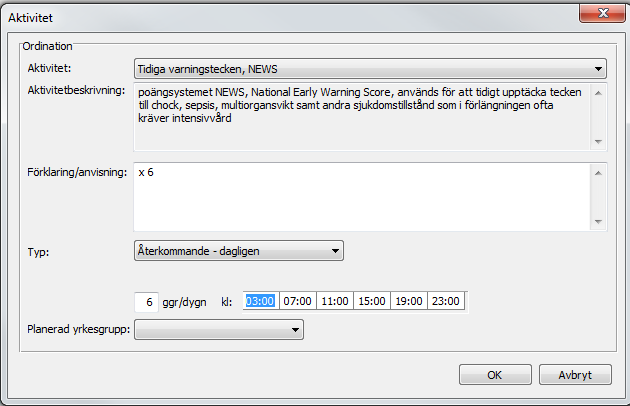 Aktivitet
Ordination
Aktivitet: Tidiga varningstecken, NEWS
Aktivitetbeskrivning: poängsystemet NEWS, National Early Warning Score, används för att tidigt upptäcka tecken
till chock, sepsis, multiorgansvikt samt andra sjukdomstillstånd som i förlängningen ofta
kräver intensivvård
Förklaring/anvisning: x 6
Typ: Återkommande - dagligen
6 ggr/dygn kl: 03:00 07:00 11:00 15:00 19:00 23:00
Planerad yrkesgrupp:
OK Avbryt